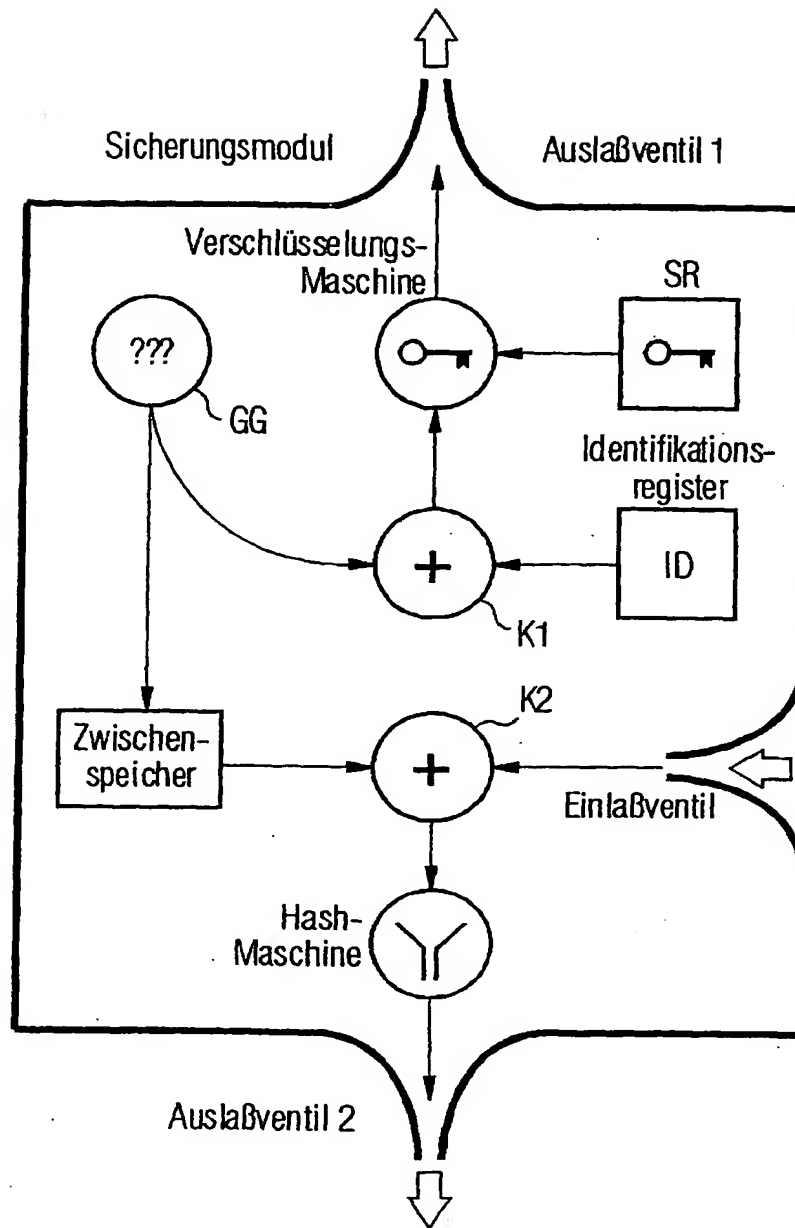 Sicherungsmodul
Auslaßventil 1
Verschlüsselungs-
Maschine
SR
???
GG
Identifikations-
register
+
ID
K1
K2
Zwischen-
speicher
+
Einlaßventil
Hash-
Maschine
Auslaßventil 2